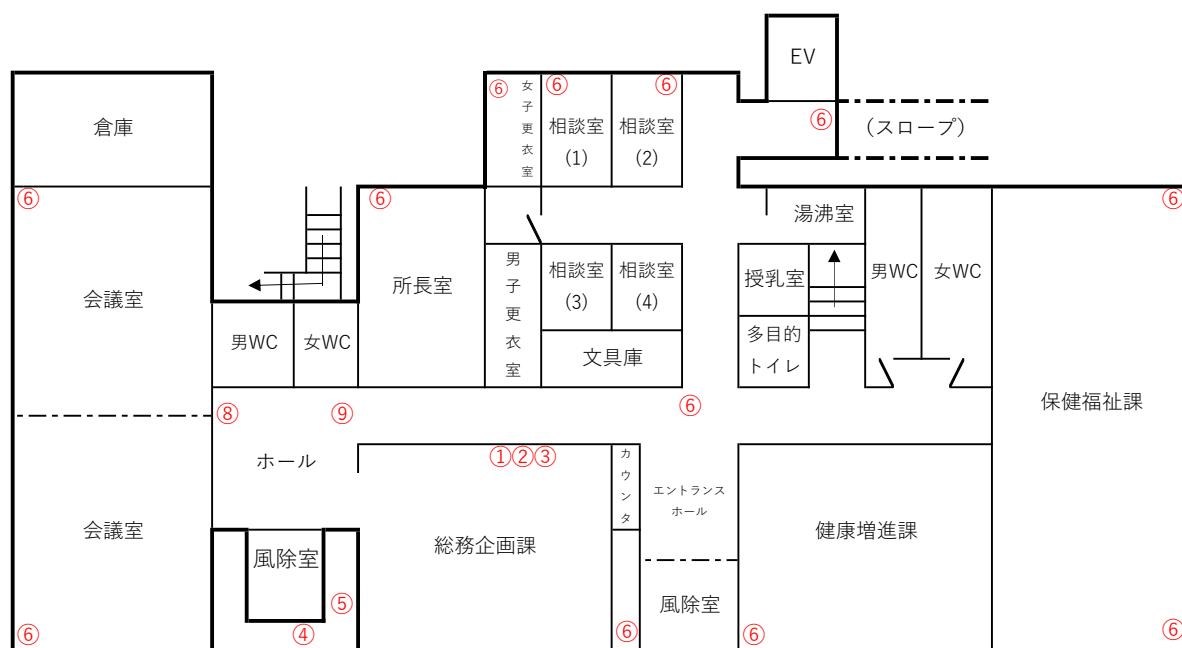 EV
⑥
女子更衣室
⑥
⑥
⑥
(スロープ)
倉庫
相談室
(1)
相談室
(2)
⑥
⑥
⑥
湯沸室
会議室
所長室
男子更衣室
相談室
(3)
相談室
(4)
授乳室
男WC
女WC
男WC
女WC
文具庫
多目的
トイレ
保健福祉課
⑧
⑨
⑥
ホール
①②③
カウンタ
エントランス
ホール
会議室
風除室
総務企画課
健康増進課
⑤
風除室
⑥
④
⑥
⑥
⑥